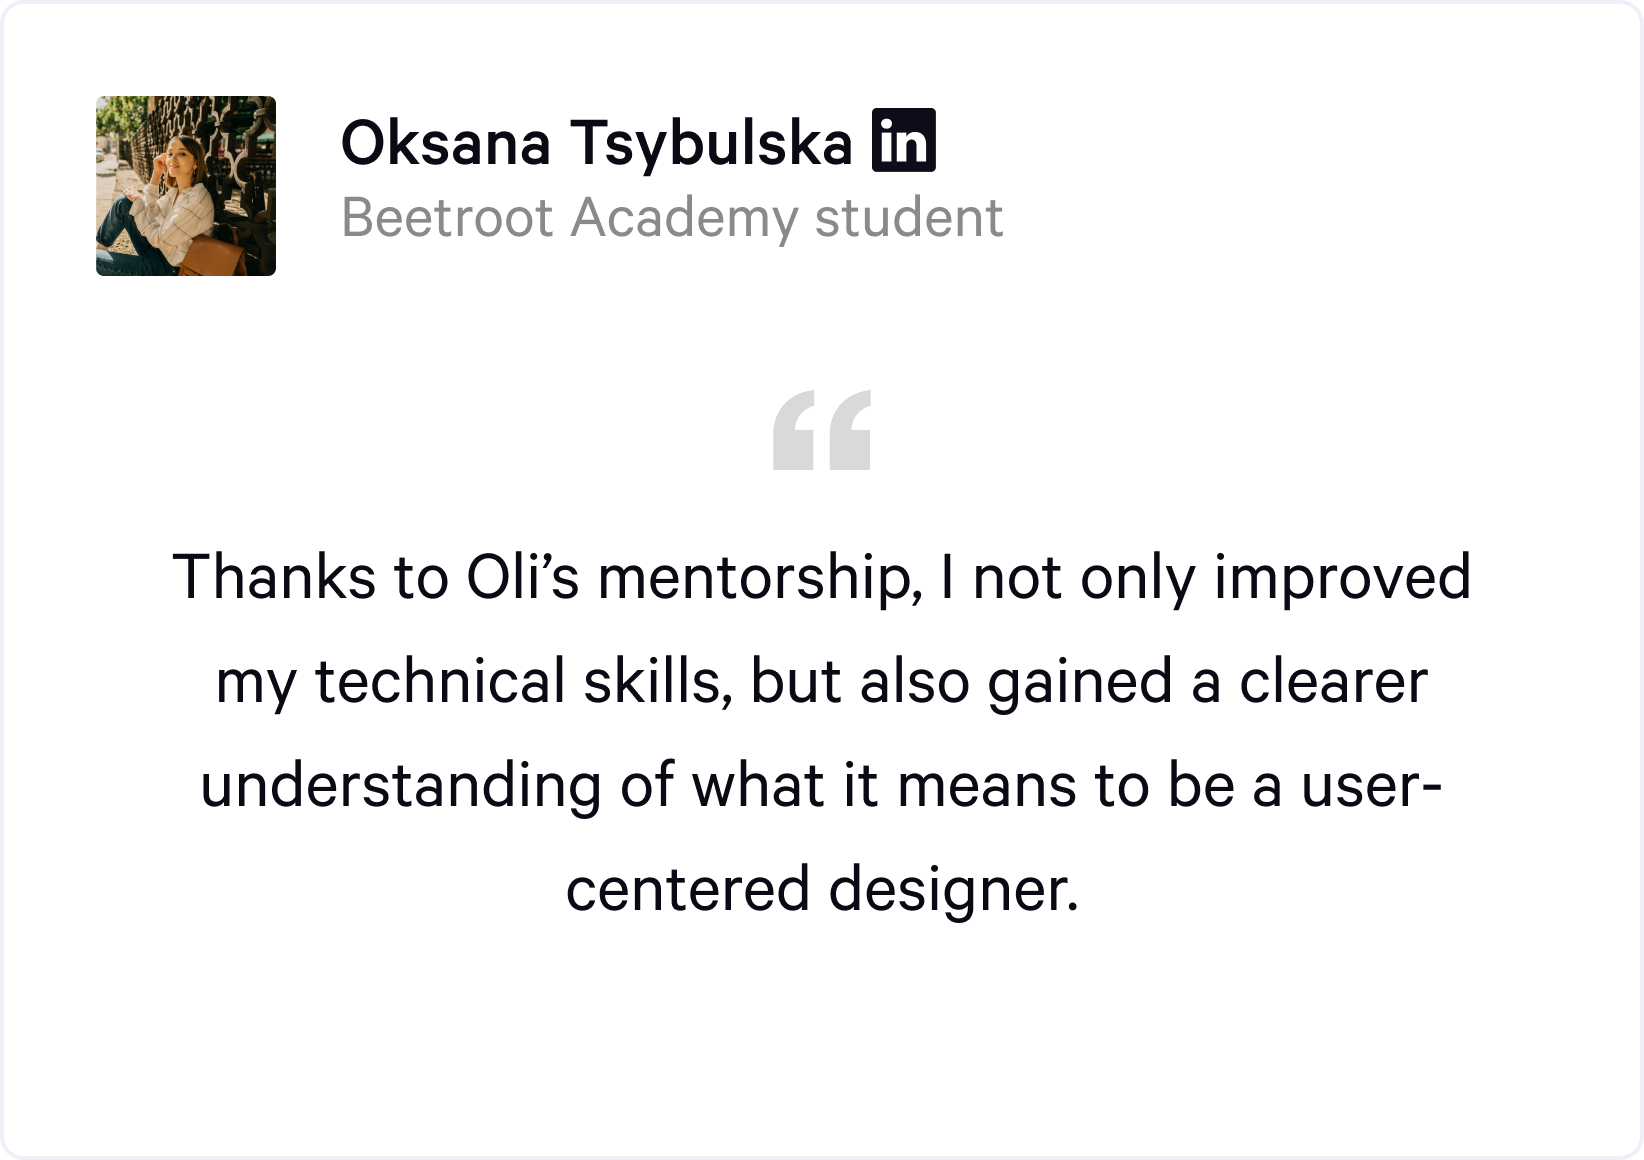 Oksana Tsybulska in
Beetroot Academy student
“
Thanks to Oli’s mentorship, I not only improved
my technical skills, but also gained a clearer
understanding of what it means to be a user-
centered designer.